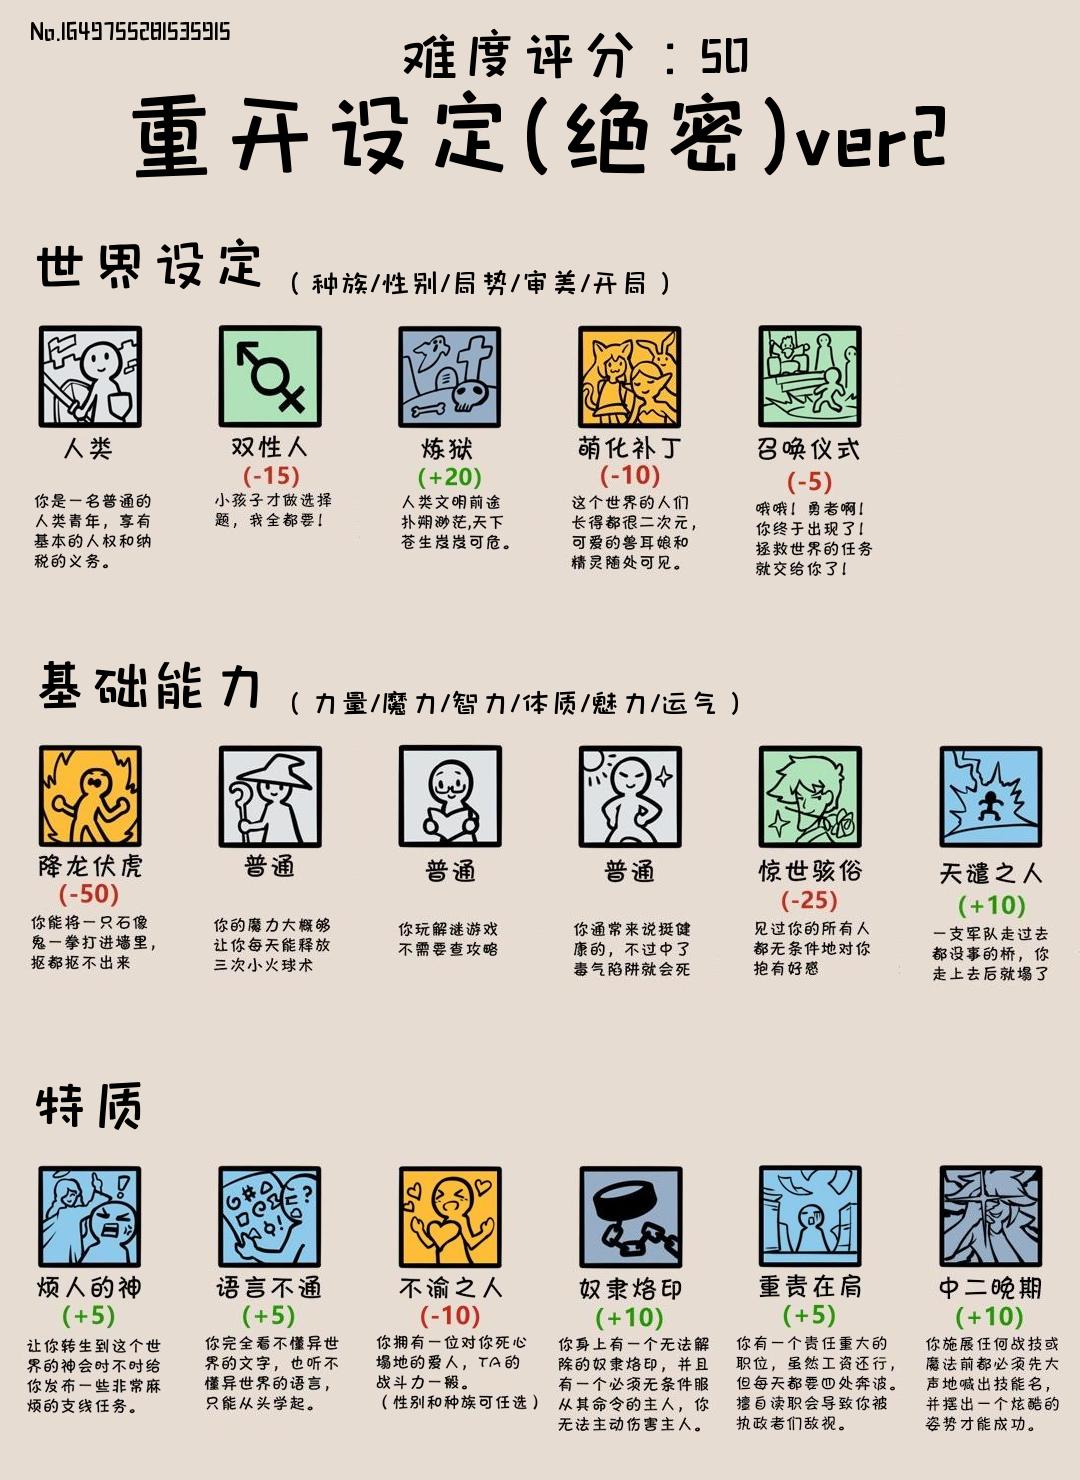 No.1649755281535915
难度评分：50
重开设定(绝密)ver2
世界设定（种族/性别/局势/审美/开局）
人类
你是一名普通的
人类青年，享有
基本的人权和纳
税的义务。
双性人
(-15)
小孩子才做选择
题，我全都要！
炼狱
(+20)
人类文明前途
扑朔渺茫,天下
苍生岌岌可危。
萌化补丁
(-10)
这个世界的人们
长得都很二次元，
可爱的兽耳娘和
精灵随处可见。
召唤仪式
(-5)
哦哦！勇者啊！
你终于出现了！
拯救世界的任务
就交给你了！
基础能力（力量/魔力/智力/体质/魅力/运气）
降龙伏虎
(-50)
你能将一只石像
鬼一拳打进墙里，
抠都抠不出来
普通
你的魔力大概够
让你每天能释放
三次小火球术
普通
你玩解谜游戏
不需要查攻略
普通
你通常来说挺健
康的，不过中了
毒气陷阱就会死
惊世骇俗
(-25)
见过你的所有人
都无条件地对你
抱有好感
天谴之人
(+10)
一支军队走过去
都没事的桥，你
走上去后就塌了
特质
烦人的神
(+5)
让你转生到这个世
界的神会时不时给
你发布一些非常麻
烦的支线任务。
语言不通
(+5)
你完全看不懂异世
界的文字，也听不
懂异世界的语言，
只能从头学起。
不渝之人
(-10)
你拥有一位对你死心
塌地的爱人，TA的
战斗力一般。
（性别和种族可任选）
奴隶烙印
(+10)
你身上有一个无法解
除的奴隶烙印，并且
有一个必须无条件服
从其命令的主人，你
无法主动伤害主人。
重责在肩
(+5)
你有一个责任重大的
职位，虽然工资还行，
但每天都要四处奔波。
擅自渎职会导致你被
执政者们敌视。
中二晚期
(+10)
你施展任何战技或
魔法前都必须先大
声地喊出技能名，
并摆出一个炫酷的
姿势才能成功。